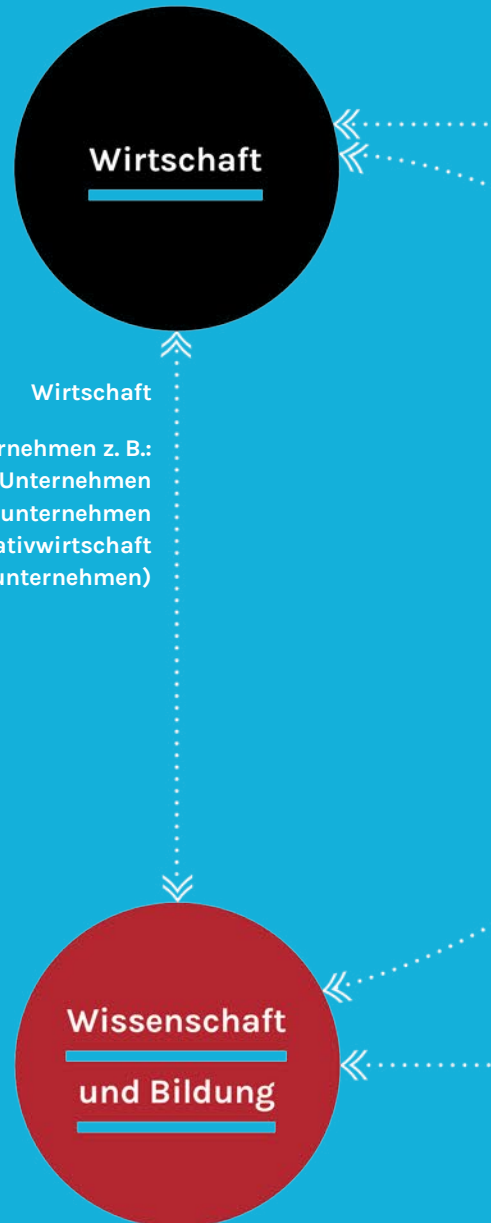 Wirtschaft
Wirtschaft
rnehmen z. B.:
Unternehmen
unternehmen
ativwirtschaft
unternehmen)
Wissenschaft
und Bildung